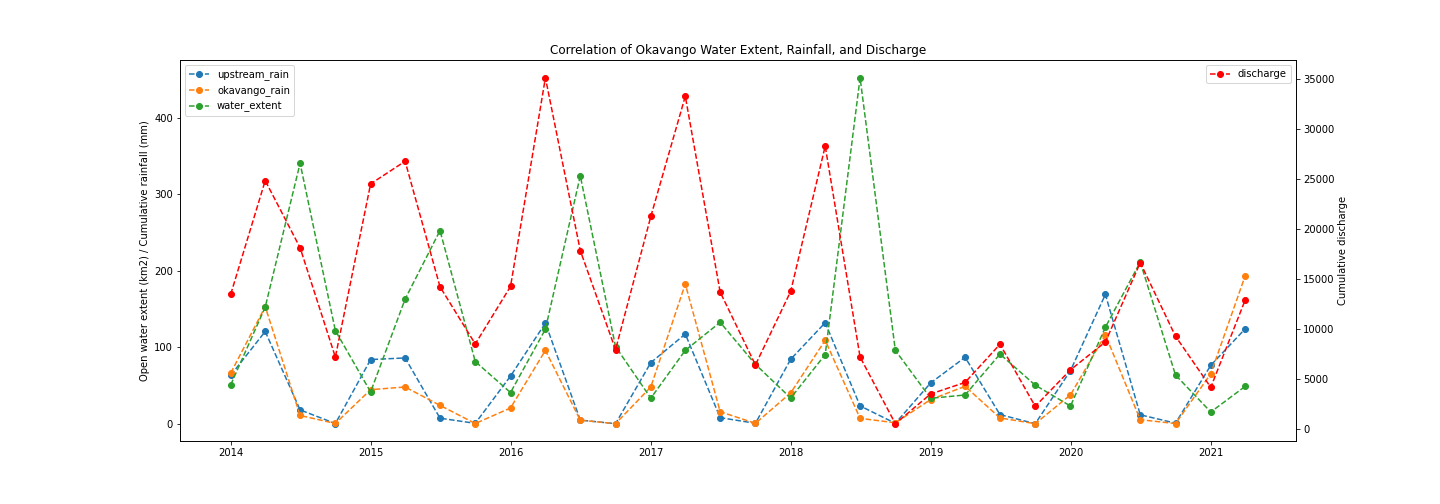 Correlation of Okavango Water Extent, Rainfall, and Discharge
upstream_rain
okavango_rain
water_extent
discharge
Open water extent (km2) / Cumulative rainfall (mm)
400
300
200
100
0
Cumulative discharge
35000
30000
25000
20000
15000
10000
5000
0
2014 2015 2016 2017 2018 2019 2020 2021